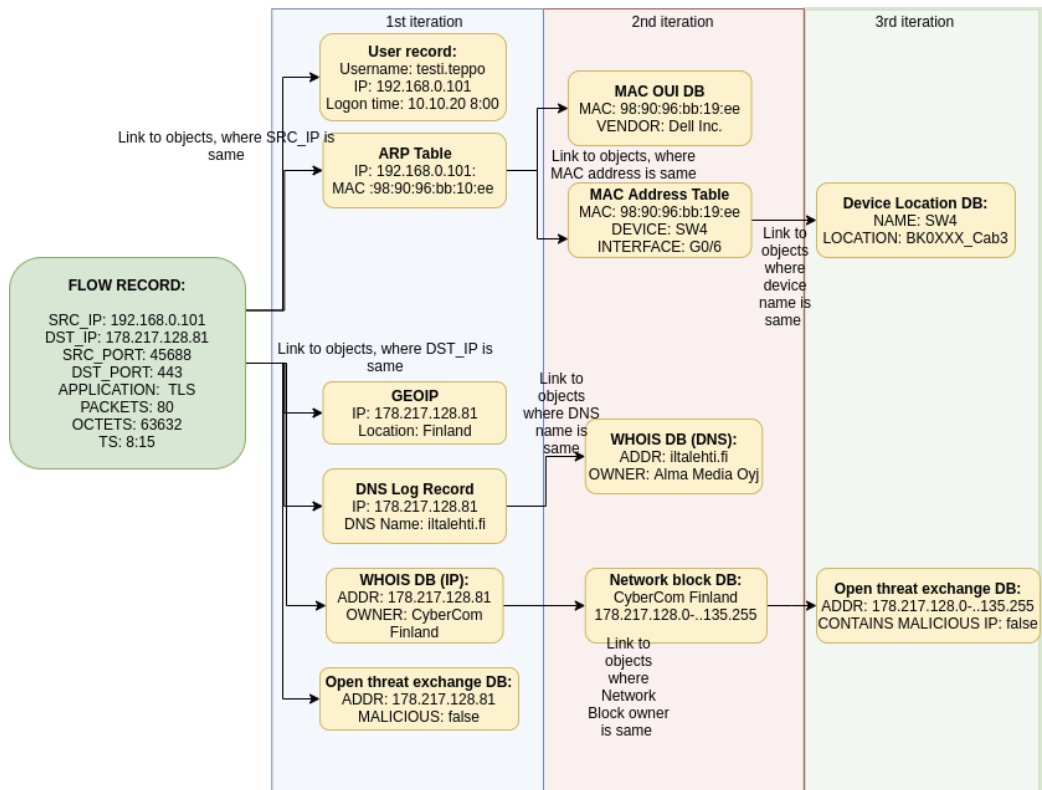 1st iteration
2nd iteration
3rd iteration
User record:
Username: testi.teppo
IP: 192.168.0.101
Logon time: 10.10.20 8:00
Link to objects, where SRC_IP is
same
ARP Table
IP: 192.168.0.101:
MAC :98:90:96:bb:10:ee
MAC OUI DB
MAC: 98:90:96:bb:19:ee
VENDOR: Dell Inc.
Link to objects, where
MAC address is same
MAC Address Table
MAC: 98:90:96:bb:19:ee
DEVICE: SW4
INTERFACE: G0/6
Device Location DB:
NAME: SW4
LOCATION: BK0XXX_Cab3
Link to
objects
where
device
name is
same
FLOW RECORD:
SRC_IP: 192.168.0.101
DST_IP: 178.217.128.81
SRC_PORT: 45688
DST_PORT: 443
APPLICATION:  TLS
PACKETS: 80
OCTETS: 63632
TS: 8:15
Link to objects, where DST_IP is
same
GEOIP
IP: 178.217.128.81
Location: Finland
Link to
objects
where DNS
name is
same
DNS Log Record
IP: 178.217.128.81
DNS Name: iltalehti.fi
WHOIS DB (DNS):
ADDR: iltalehti.fi
OWNER: Alma Media Oyj
WHOIS DB (IP):
ADDR: 178.217.128.81
OWNER: CyberCom
Finland
Network block DB:
CyberCom Finland
178.217.128.0-..135.255
Link to
objects
where
Network
Block owner
is same
Open threat exchange DB:
ADDR: 178.217.128.0-..135.255
CONTAINS MALICIOUS IP: false
Open threat exchange DB:
ADDR: 178.217.128.81
MALICIOUS: false